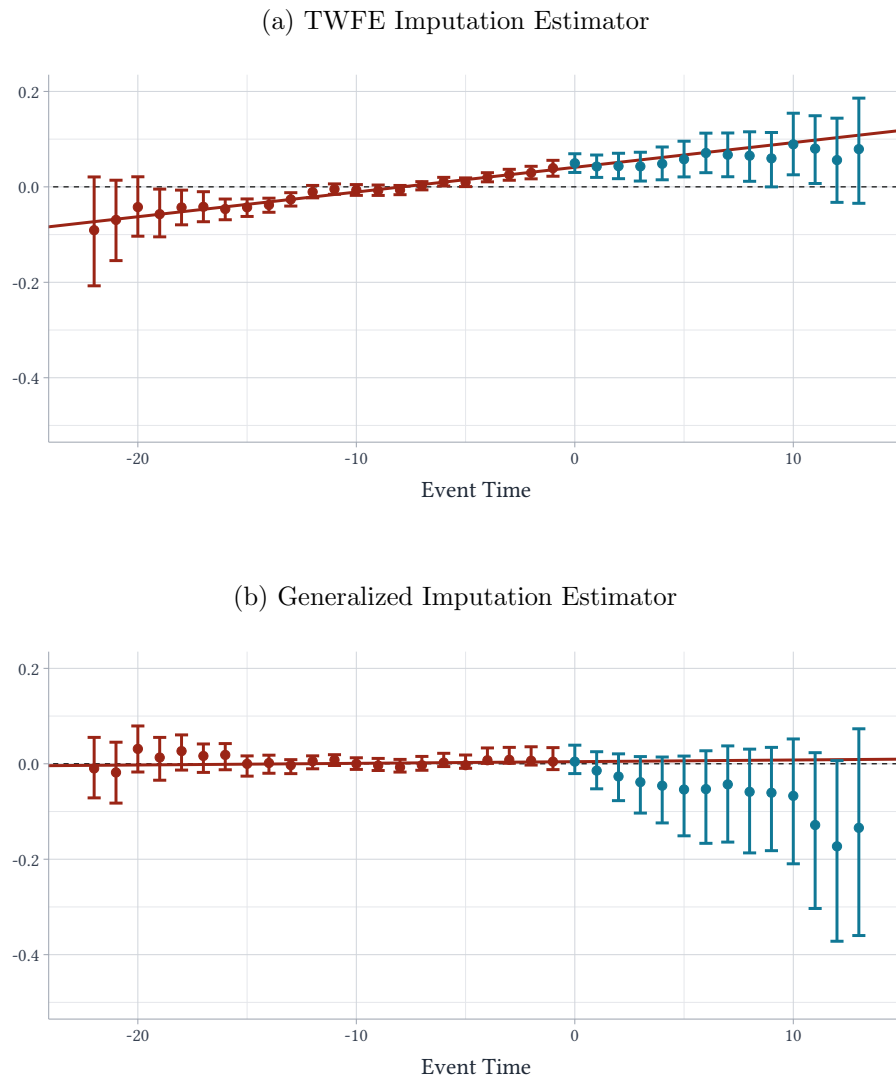 (a) TWFE Imputation Estimator
0.2
0.0
-0.2
-0.4
-20 -10 0 10
Event Time
(b) Generalized Imputation Estimator
0.2
0.0
-0.2
-0.4
-20 -10 0 10
Event Time